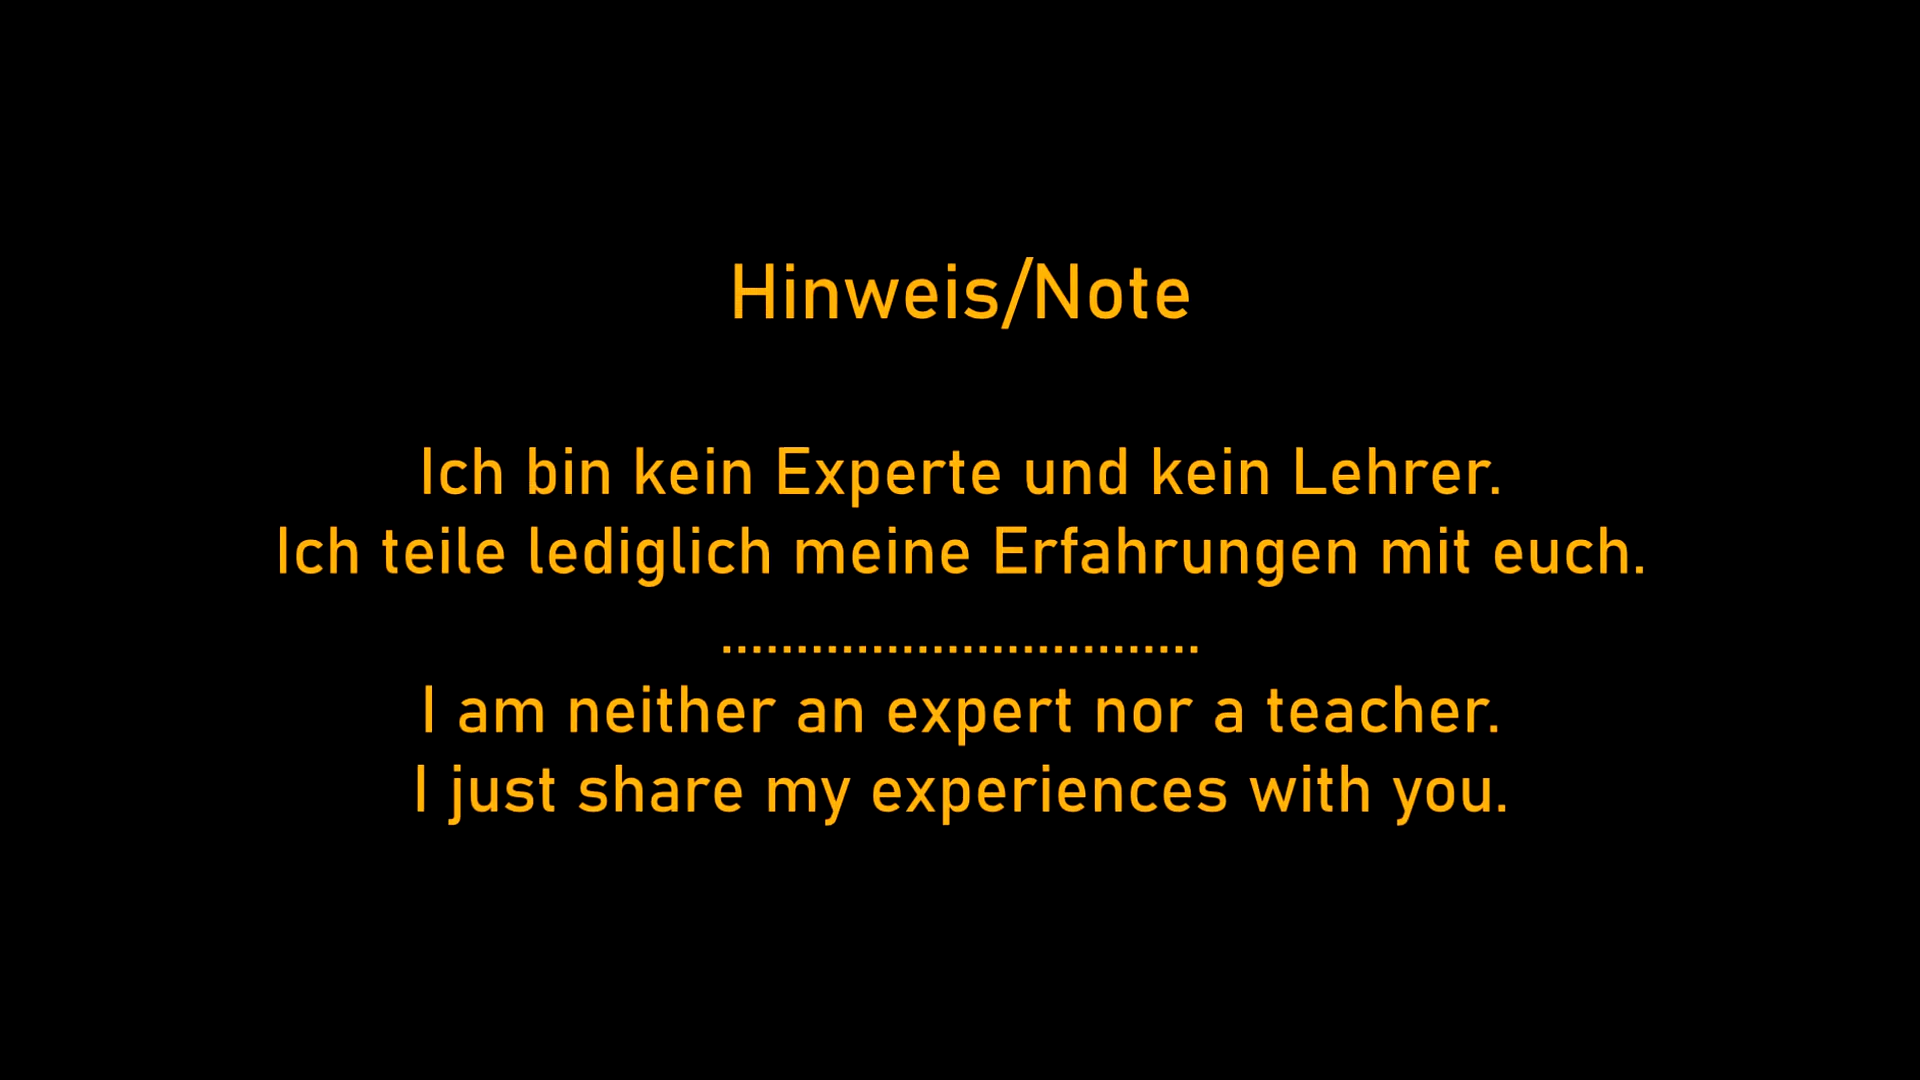 Hinweis/Note
Ich bin kein Experte und kein Lehrer.
Ich teile lediglich meine Erfahrungen mit euch.
................................
I am neither an expert nor a teacher.
I just share my experiences with you.